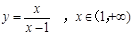 y = x/(x−1) ,x∈(1,+∞)